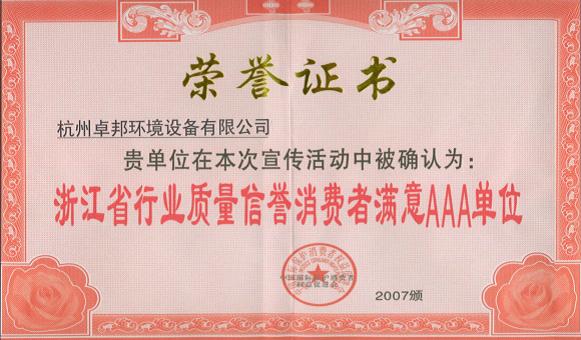 荣誉证书
杭州卓邦环境设备有限公司
贵单位在本次宣传活动中被确认为:
浙江省行业质量信誉消费者满意AAA单位
2007颁